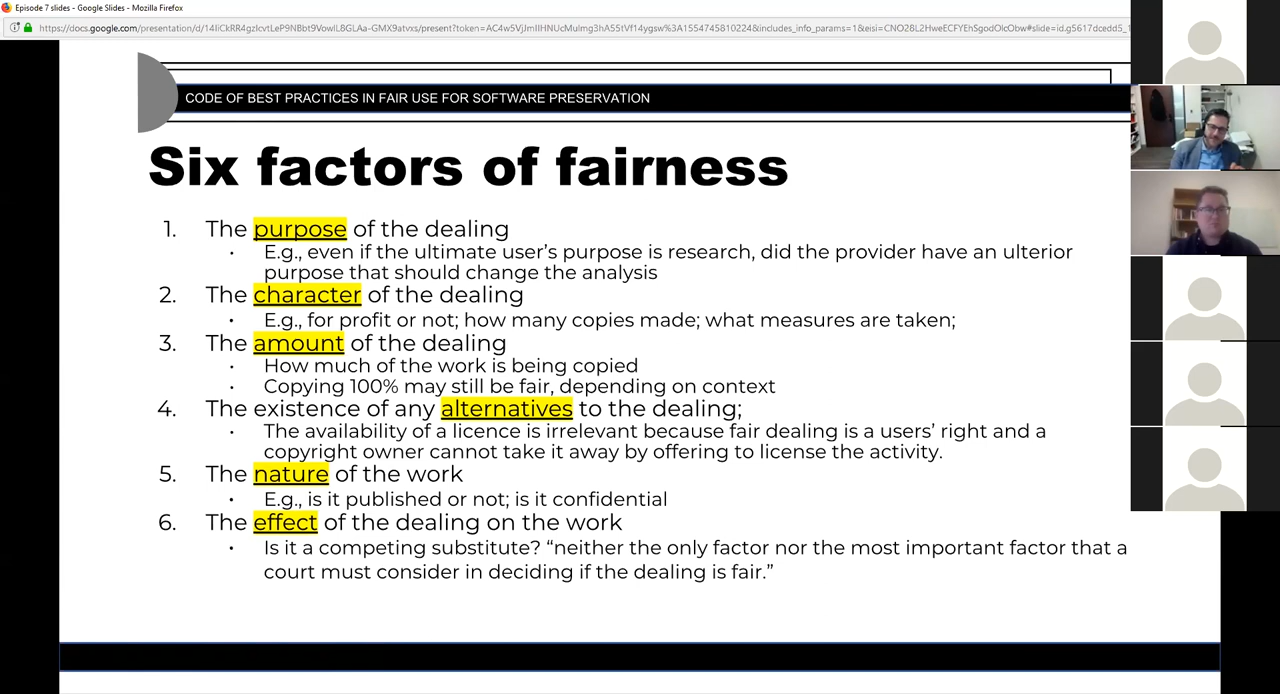 Episode 7 slides - Google Slides - Mozilla Firefox
CODE OF BEST PRACTICES IN FAIR USE FOR SOFTWARE PRESERVATION
Six factors of fairness
1. The purpose of the dealing
· E.g., even if the ultimate user’s purpose is research, did the provider have an ulterior
purpose that should change the analysis
2. The character of the dealing
· E.g., for profit or not; how many copies made; what measures are taken;
3. The amount of the dealing
· How much of the work is being copied
· Copying 100% may still be fair, depending on context
4. The existence of any alternatives to the dealing;
· The availability of a licence is irrelevant because fair dealing is a users’ right and a
copyright owner cannot take it away by offering to license the activity.
5. The nature of the work
· E.g., is it published or not; is it confidential
6. The effect of the dealing on the work
· Is it a competing substitute? “neither the only factor nor the most important factor that a
court must consider in deciding if the dealing is fair.”